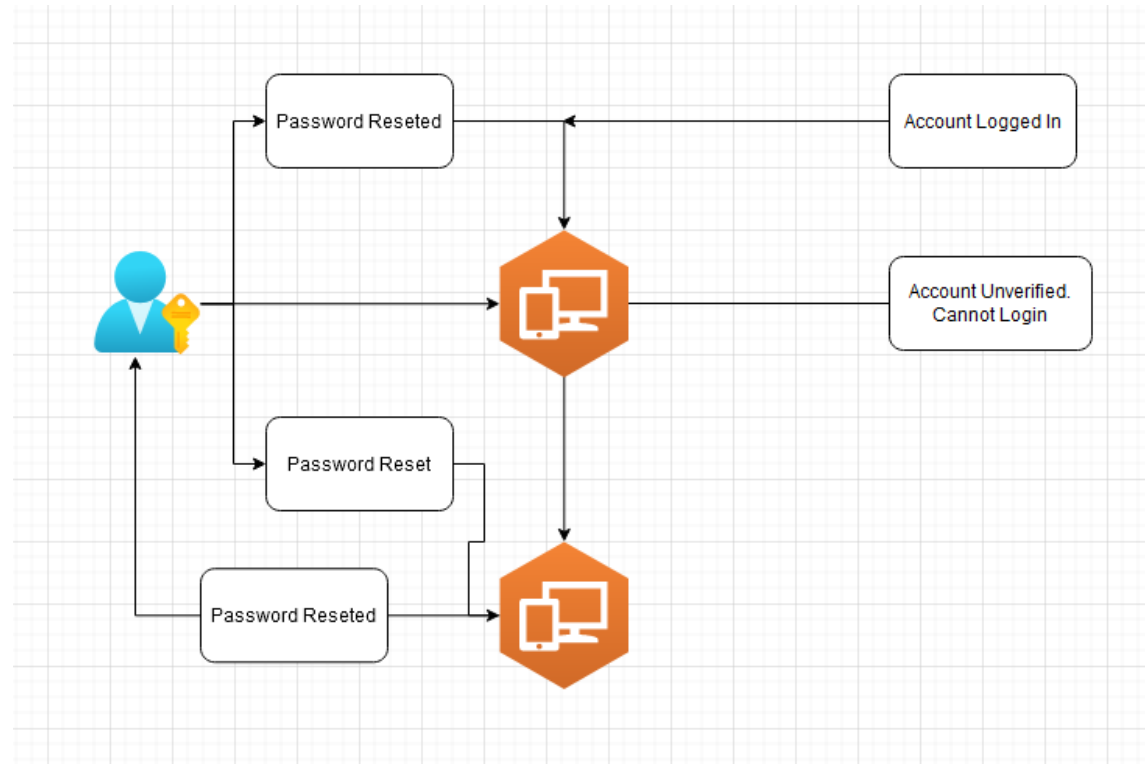 Password Reseted
Account Logged In
Account Unverified.
Cannot Login
Password Reset
Password Reseted